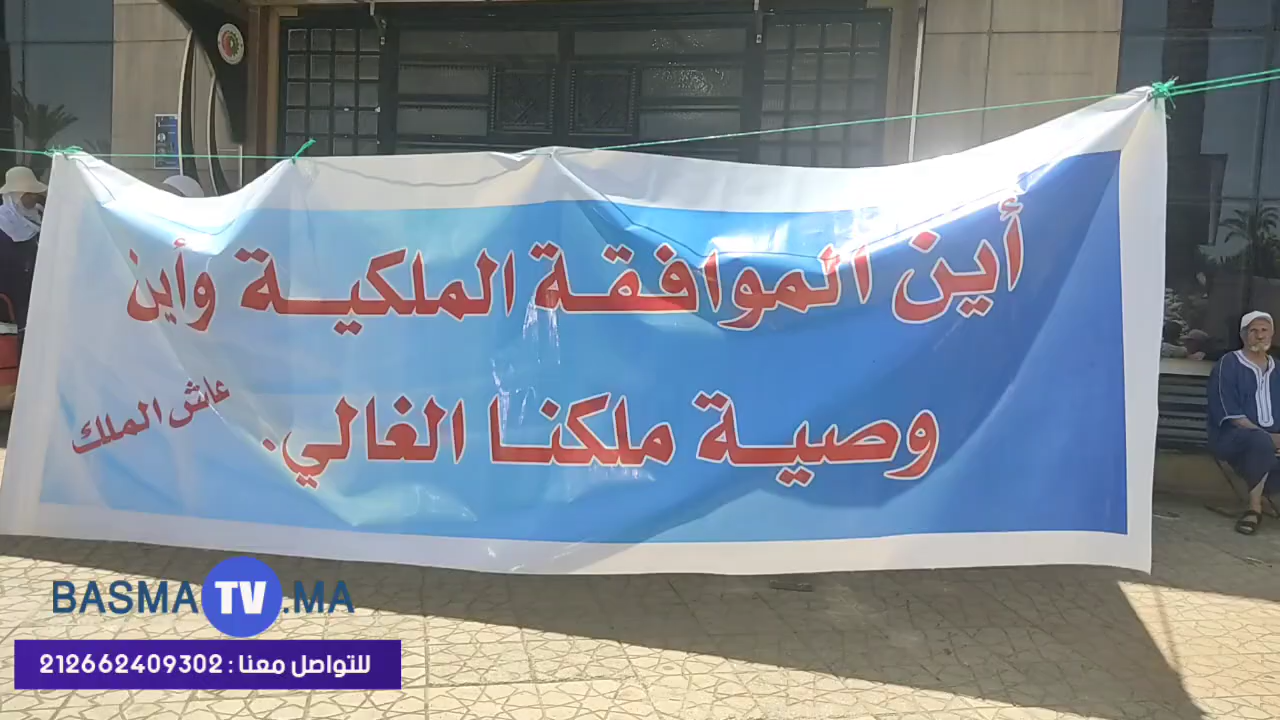 أين الموافقة الملكية وأين
وصية ملكنا الغالي.
عاش الملك
BASMA TV .MA
للتواصل معنا : 212662409302